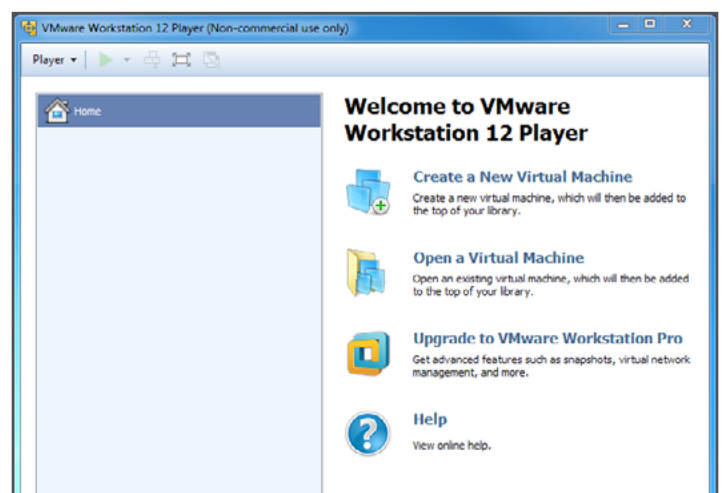 VMware Workstation 12 Player (Non-commercial use only)
Player
Home
Welcome to VMware
Workstation 12 Player
Create a New Virtual Machine
Create a new virtual machine, which will then be added to
the top of your library.
Open a Virtual Machine
Open an existing virtual machine, which will then be added
to the top of your library.
Upgrade to VMware Workstation Pro
Get advanced features such as snapshots, virtual network
management, and more.
Help
View online help.